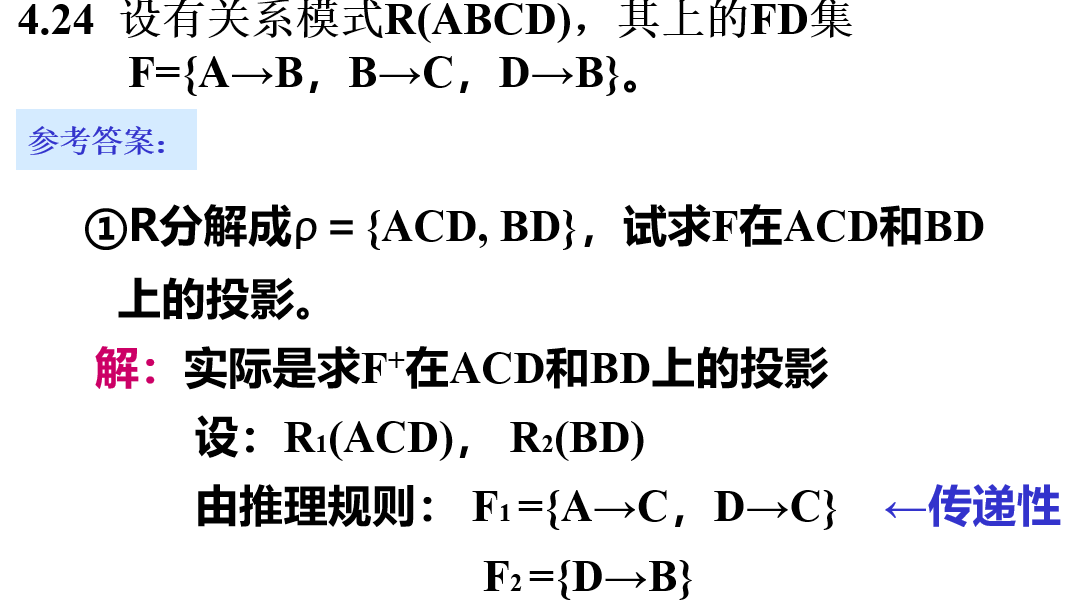 4.24 设有关系模式R(ABCD)，其上的FD集
F={A→B，B→C，D→B}。
参考答案：
①R分解成ρ = {ACD, BD}，试求F在ACD和BD
上的投影。
解：实际是求F⁺在ACD和BD上的投影
设：R₁(ACD)， R₂(BD)
由推理规则： F₁={A→C，D→C} ←传递性
F₂={D→B}